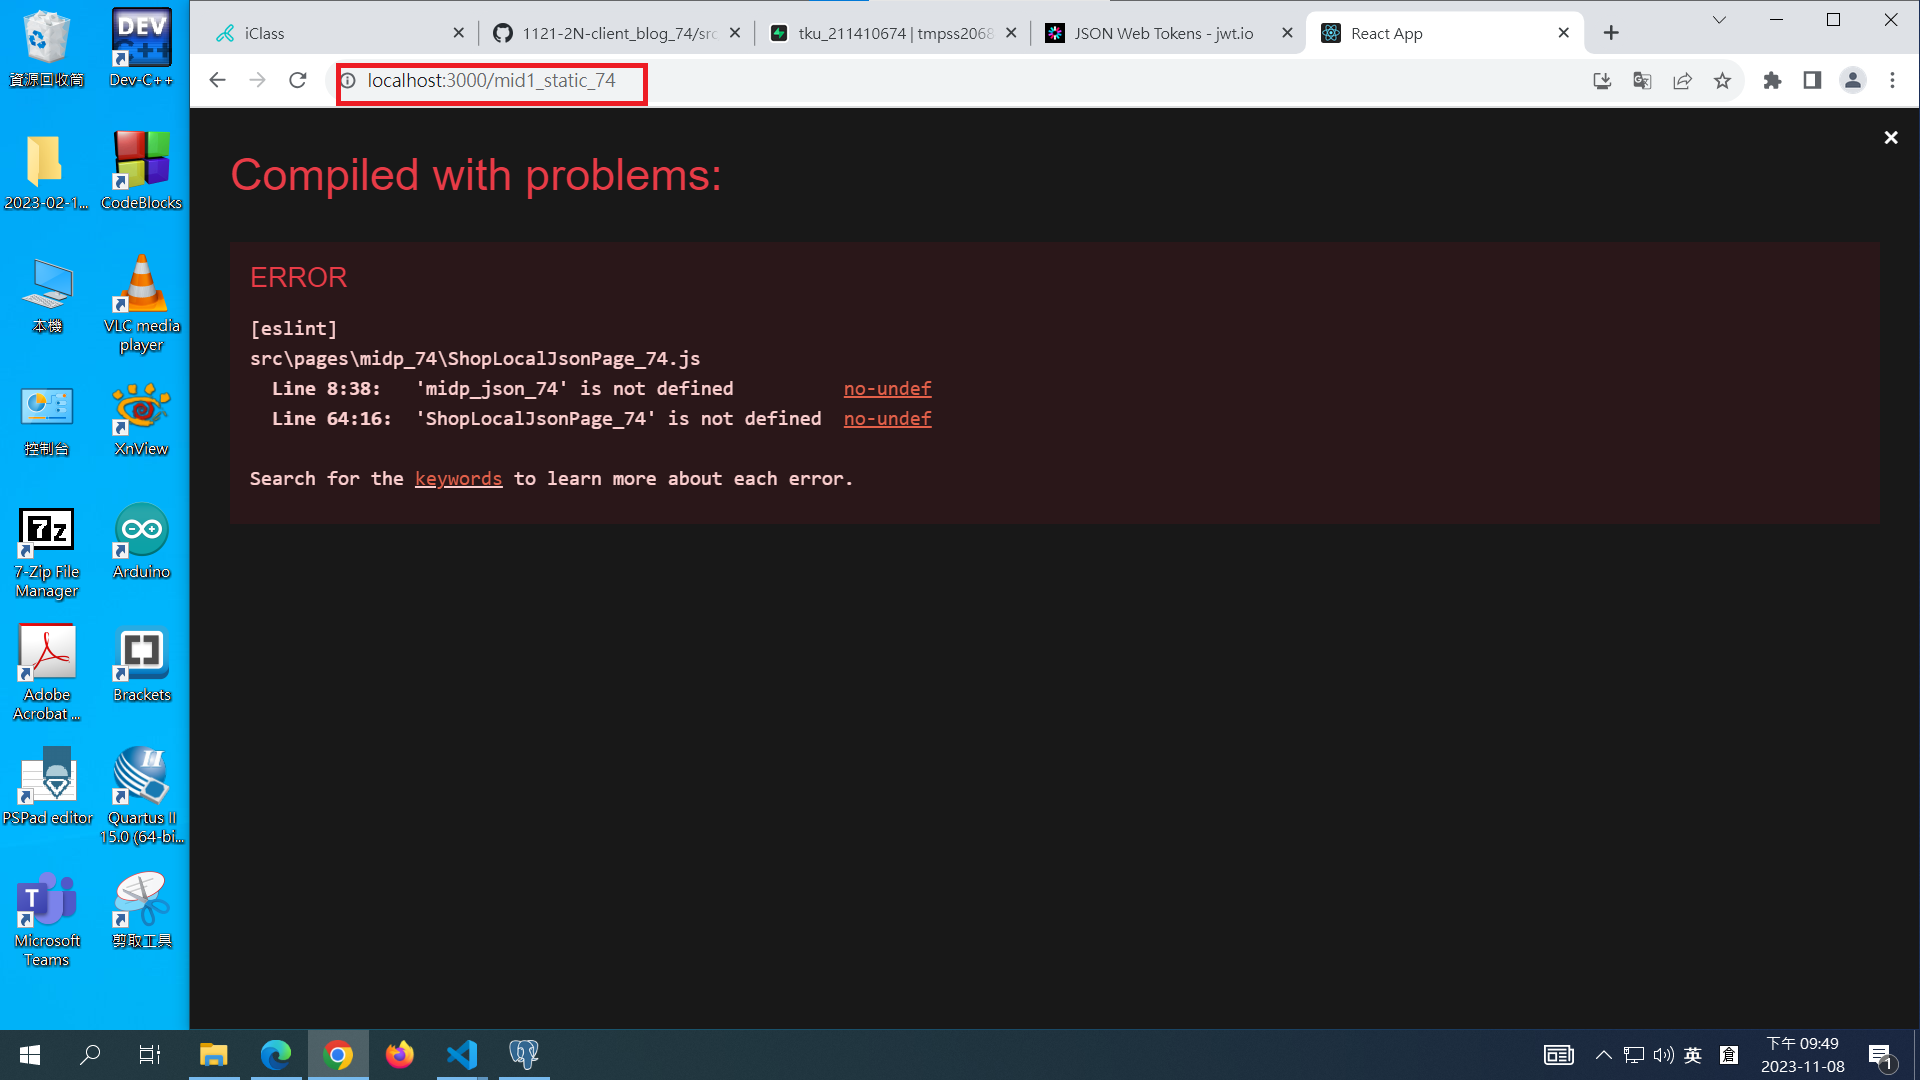 iClass
1121-2N-client_blog_74/src
tku_211410674 | tmpss2068
JSON Web Tokens - jwt.io
React App
localhost:3000/mid1_static_74
資源回收筒
Dev-C++
2023-02-1...
CodeBlocks
本機
VLC media player
控制台
XnView
7-Zip File Manager
Arduino
Adobe Acrobat ...
Brackets
PSPad editor
Quartus II 15.0 (64-bi...
Microsoft Teams
剪取工具
Compiled with problems:
ERROR
[eslint]
src\pages\midp_74\ShopLocalJsonPage_74.js
Line 8:38: 'midp_json_74' is not defined no-undef
Line 64:16: 'ShopLocalJsonPage_74' is not defined no-undef
Search for the keywords to learn more about each error.
英
倉
下午 09:49
2023-11-08
1